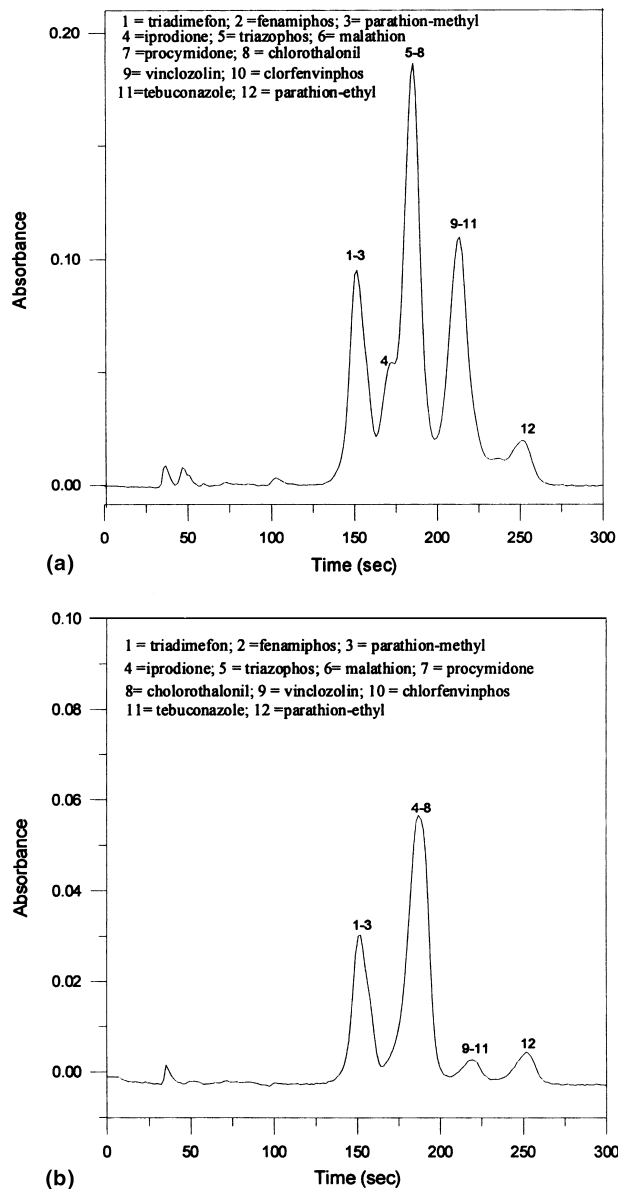 1 = triadimefon; 2 =fenamiphos; 3= parathion-methyl
4 =iprodione; 5= triazophos; 6= malathion
7 =procymidone; 8 = chlorothalonil
9= vinclozolin; 10 = clorfenvinphos
11=tebuconazole; 12 = parathion-ethyl
0.20
0.10
0.00
Absorbance
1-3
4
5-8
9-11
12
0
50
100
150
200
250
300
Time (sec)
(a)
1 = triadimefon; 2 =fenamiphos; 3 = parathion-methyl
4 =iprodione; 5 = triazophos; 6= malathion; 7 = procymidone
8= cholorothalonil; 9 = vinclozolin; 10 = chlorfenvinphos
11= tebuconazole; 12 =parathion-ethyl
0.10
0.08
0.06
0.04
0.02
0.00
Absorbance
1-3
4-8
9-11
12
0
50
100
150
200
250
300
Time (sec)
(b)